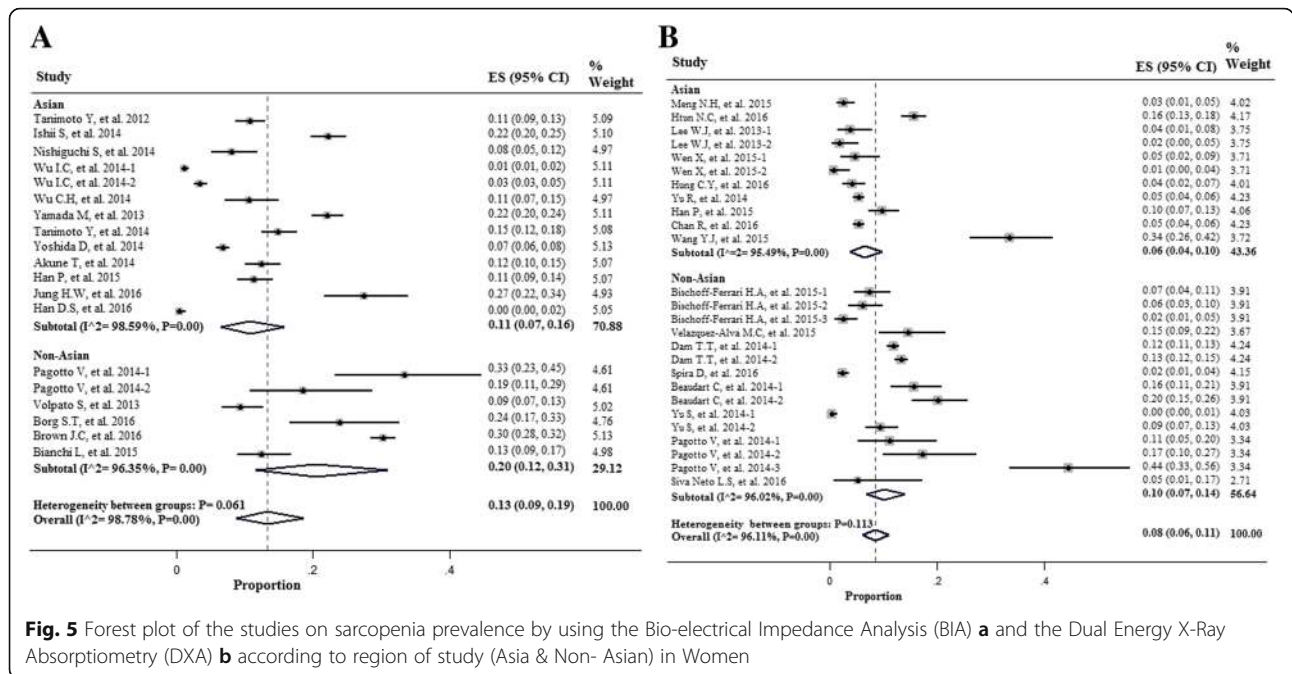 A
Study ES (95% CI) % Weight
Asian
Tanimoto Y, et al. 2012 0.11 (0.09, 0.13) 5.09
Ishii S, et al. 2014 0.22 (0.20, 0.25) 5.10
Nishiguchi S, et al. 2014 0.08 (0.05, 0.12) 4.97
Wu I.C, et al. 2014-1 0.01 (0.01, 0.02) 5.11
Wu I.C, et al. 2014-2 0.03 (0.03, 0.05) 5.11
Wu C.H, et al. 2014 0.11 (0.07, 0.15) 4.97
Yamada M, et al. 2013 0.22 (0.20, 0.24) 5.11
Tanimoto Y, et al. 2014 0.15 (0.12, 0.18) 5.08
Yoshida D, et al. 2014 0.07 (0.06, 0.08) 5.13
Akune T, et al. 2014 0.12 (0.10, 0.15) 5.07
Han P, et al. 2015 0.11 (0.09, 0.14) 5.07
Jung H.W, et al. 2016 0.27 (0.22, 0.34) 4.93
Han D.S, et al. 2016 0.00 (0.00, 0.02) 5.05
Subtotal (I^2= 98.59%, P=0.00) 0.11 (0.07, 0.16) 70.88
Non-Asian
Pagotto V, et al. 2014-1 0.33 (0.23, 0.45) 4.61
Pagotto V, et al. 2014-2 0.19 (0.11, 0.29) 4.61
Volpato S, et al. 2013 0.09 (0.07, 0.13) 5.02
Borg S.T, et al. 2016 0.24 (0.17, 0.33) 4.76
Brown J.C, et al. 2016 0.30 (0.28, 0.32) 5.13
Bianchi L, et al. 2015 0.13 (0.09, 0.17) 4.98
Subtotal (I^2= 96.35%, P= 0.00) 0.20 (0.12, 0.31) 29.12
Heterogeneity between groups: P= 0.061 0.13 (0.09, 0.19) 100.00
Overall (I^2= 98.78%, P=0.00)
0 .2 .4
Proportion
B
Study ES (95% CI) % Weight
Asian
Meng N.H, et al. 2015 0.03 (0.01, 0.05) 4.02
Htun N.C, et al. 2016 0.16 (0.13, 0.18) 4.17
Lee W.J, et al. 2013-1 0.04 (0.01, 0.08) 3.75
Lee W.J, et al. 2013-2 0.02 (0.00, 0.05) 3.75
Wen X, et al. 2015-1 0.05 (0.02, 0.09) 3.71
Wen X, et al. 2015-2 0.01 (0.00, 0.04) 3.71
Hung C.Y, et al. 2016 0.04 (0.02, 0.07) 4.01
Yu R, et al. 2014 0.05 (0.04, 0.06) 4.23
Han P, et al. 2015 0.10 (0.07, 0.13) 4.06
Chan R, et al. 2016 0.05 (0.04, 0.06) 4.23
Wang Y.J, et al. 2015 0.34 (0.26, 0.42) 3.72
Subtotal (I^=2= 95.49%, P=0.00) 0.06 (0.04, 0.10) 43.36
Non-Asian
Bischoff-Ferrari H.A, et al. 2015-1 0.07 (0.04, 0.11) 3.91
Bischoff-Ferrari H.A, et al. 2015-2 0.06 (0.03, 0.10) 3.91
Bischoff-Ferrari H.A, et al. 2015-3 0.02 (0.01, 0.05) 3.91
Velazquez-Alva M.C, et al. 2015 0.15 (0.09, 0.22) 3.67
Dam T.T, et al. 2014-1 0.12 (0.11, 0.13) 4.24
Dam T.T, et al. 2014-2 0.13 (0.12, 0.15) 4.24
Spira D, et al. 2016 0.02 (0.01, 0.04) 4.15
Beaudart C, et al. 2014-1 0.16 (0.11, 0.21) 3.91
Beaudart C, et al. 2014-2 0.20 (0.15, 0.26) 3.91
Yu S, et al. 2014-1 0.00 (0.00, 0.01) 4.03
Yu S, et al. 2014-2 0.09 (0.07, 0.13) 4.03
Pagotto V, et al. 2014-1 0.11 (0.05, 0.20) 3.34
Pagotto V, et al. 2014-2 0.17 (0.10, 0.27) 3.34
Pagotto V, et al. 2014-3 0.44 (0.33, 0.56) 3.34
Siva Neto L.S, et al. 2016 0.05 (0.01, 0.17) 2.71
Subtotal (I^2= 96.02%, P=0.00) 0.10 (0.07, 0.14) 56.64
Heterogeneity between groups: P=0.113
Overall (I^2= 96.11%, P=0.00) 0.08 (0.06, 0.11) 100.00
0 .2 .4
Proportion
Fig. 5 Forest plot of the studies on sarcopenia prevalence by using the Bio-electrical Impedance Analysis (BIA) a and the Dual Energy X-Ray
Absorptiometry (DXA) b according to region of study (Asia & Non- Asian) in Women